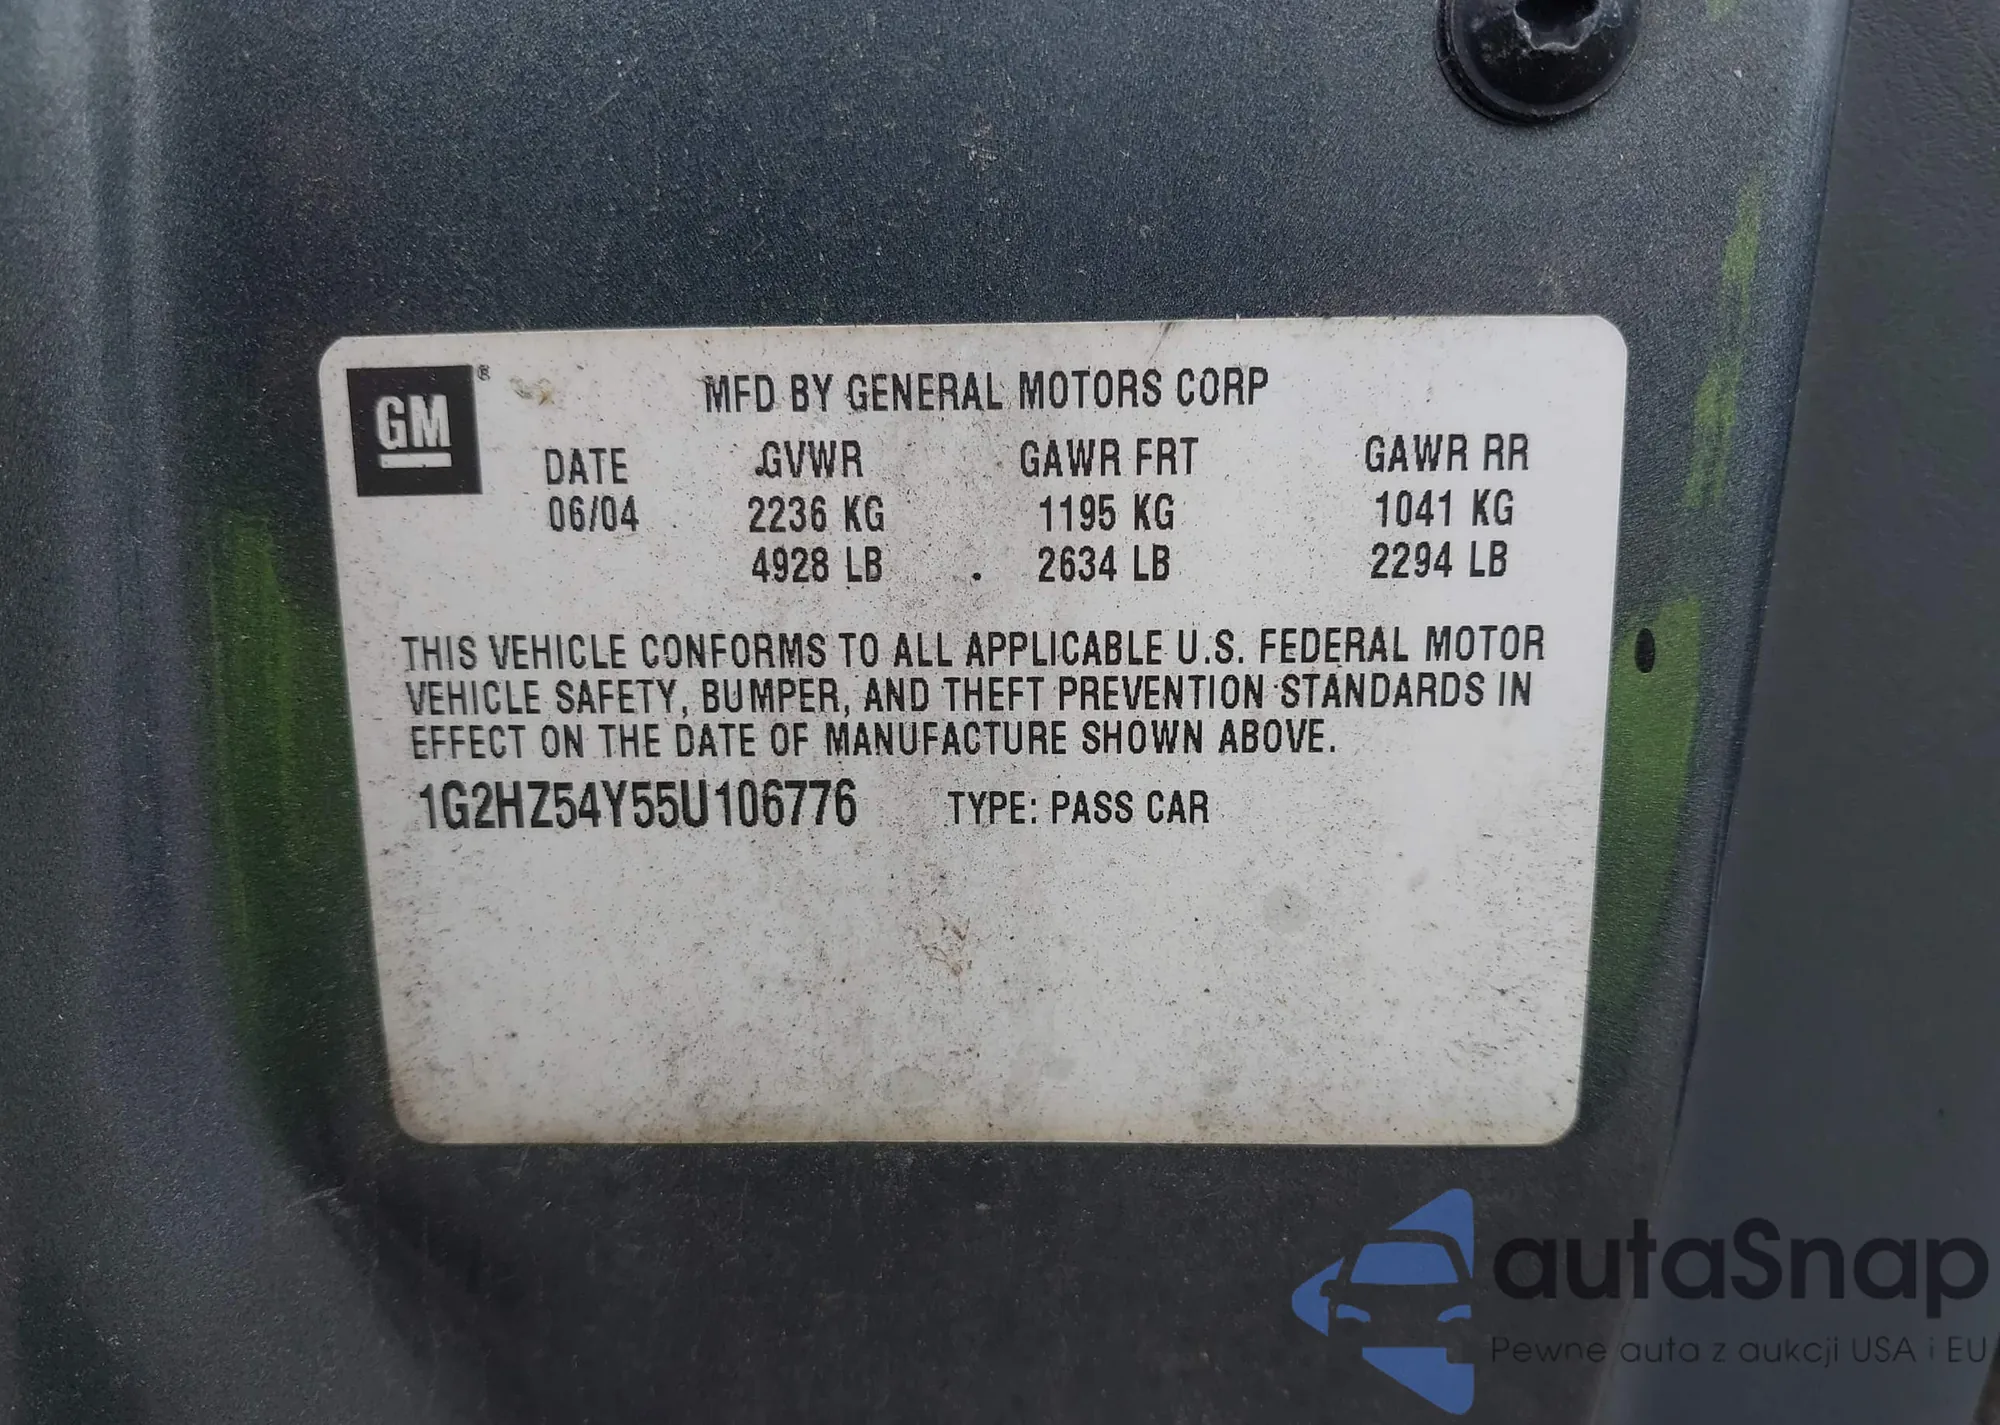 GM®
MFD BY GENERAL MOTORS CORP
DATE GVWR GAWR FRT GAWR RR
06/04 2236 KG 1195 KG 1041 KG
4928 LB 2634 LB 2294 LB
THIS VEHICLE CONFORMS TO ALL APPLICABLE U.S. FEDERAL MOTOR
VEHICLE SAFETY, BUMPER, AND THEFT PREVENTION STANDARDS IN
EFFECT ON THE DATE OF MANUFACTURE SHOWN ABOVE.
1G2HZ54Y55U106776 TYPE: PASS CAR
autaSnap
Pewne auta z aukcji USA i EU